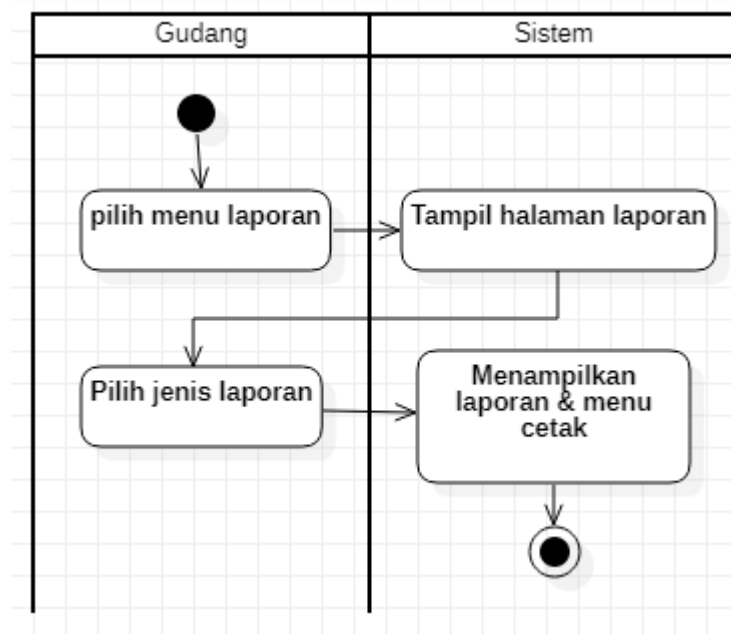 Gudang
Sistem
pilih menu laporan
Tampil halaman laporan
Pilih jenis laporan
Menampilkan
laporan & menu
cetak